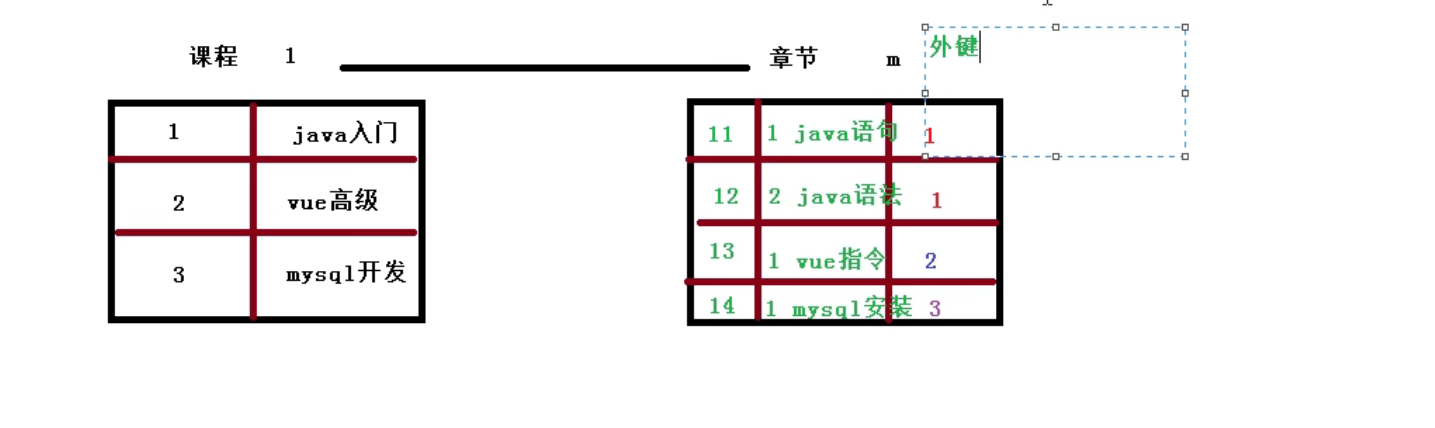 课程 1 章节 m 外键
1 java入门
2 vue高级
3 mysql开发
11 1 java语句 1
12 2 java语法 1
13 1 vue指令 2
14 1 mysql安装 3